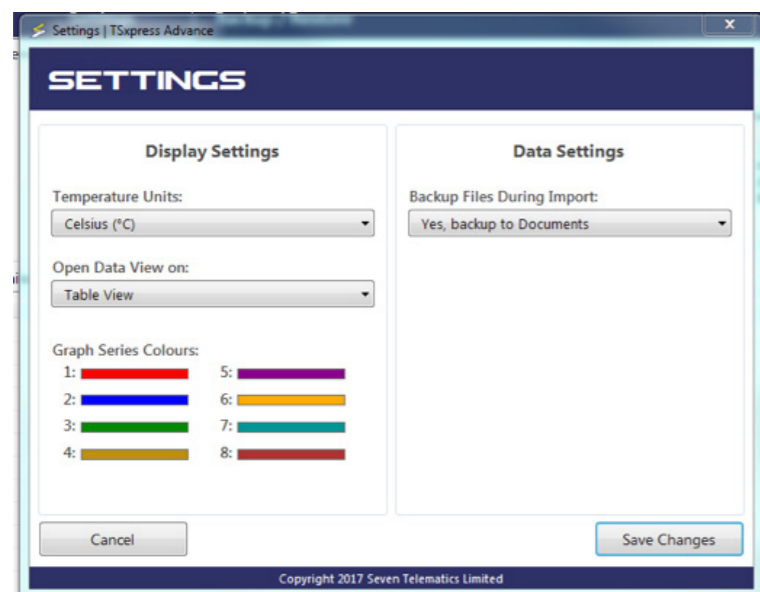 Settings | TSxpress Advance
x
SETTINGS
Display Settings
Temperature Units:
Celsius (°C)
Open Data View on:
Table View
Graph Series Colours:
1:
5:
2:
6:
3:
7:
4:
8:
Data Settings
Backup Files During Import:
Yes, backup to Documents
Cancel
Save Changes
Copyright 2017 Seven Telematics Limited